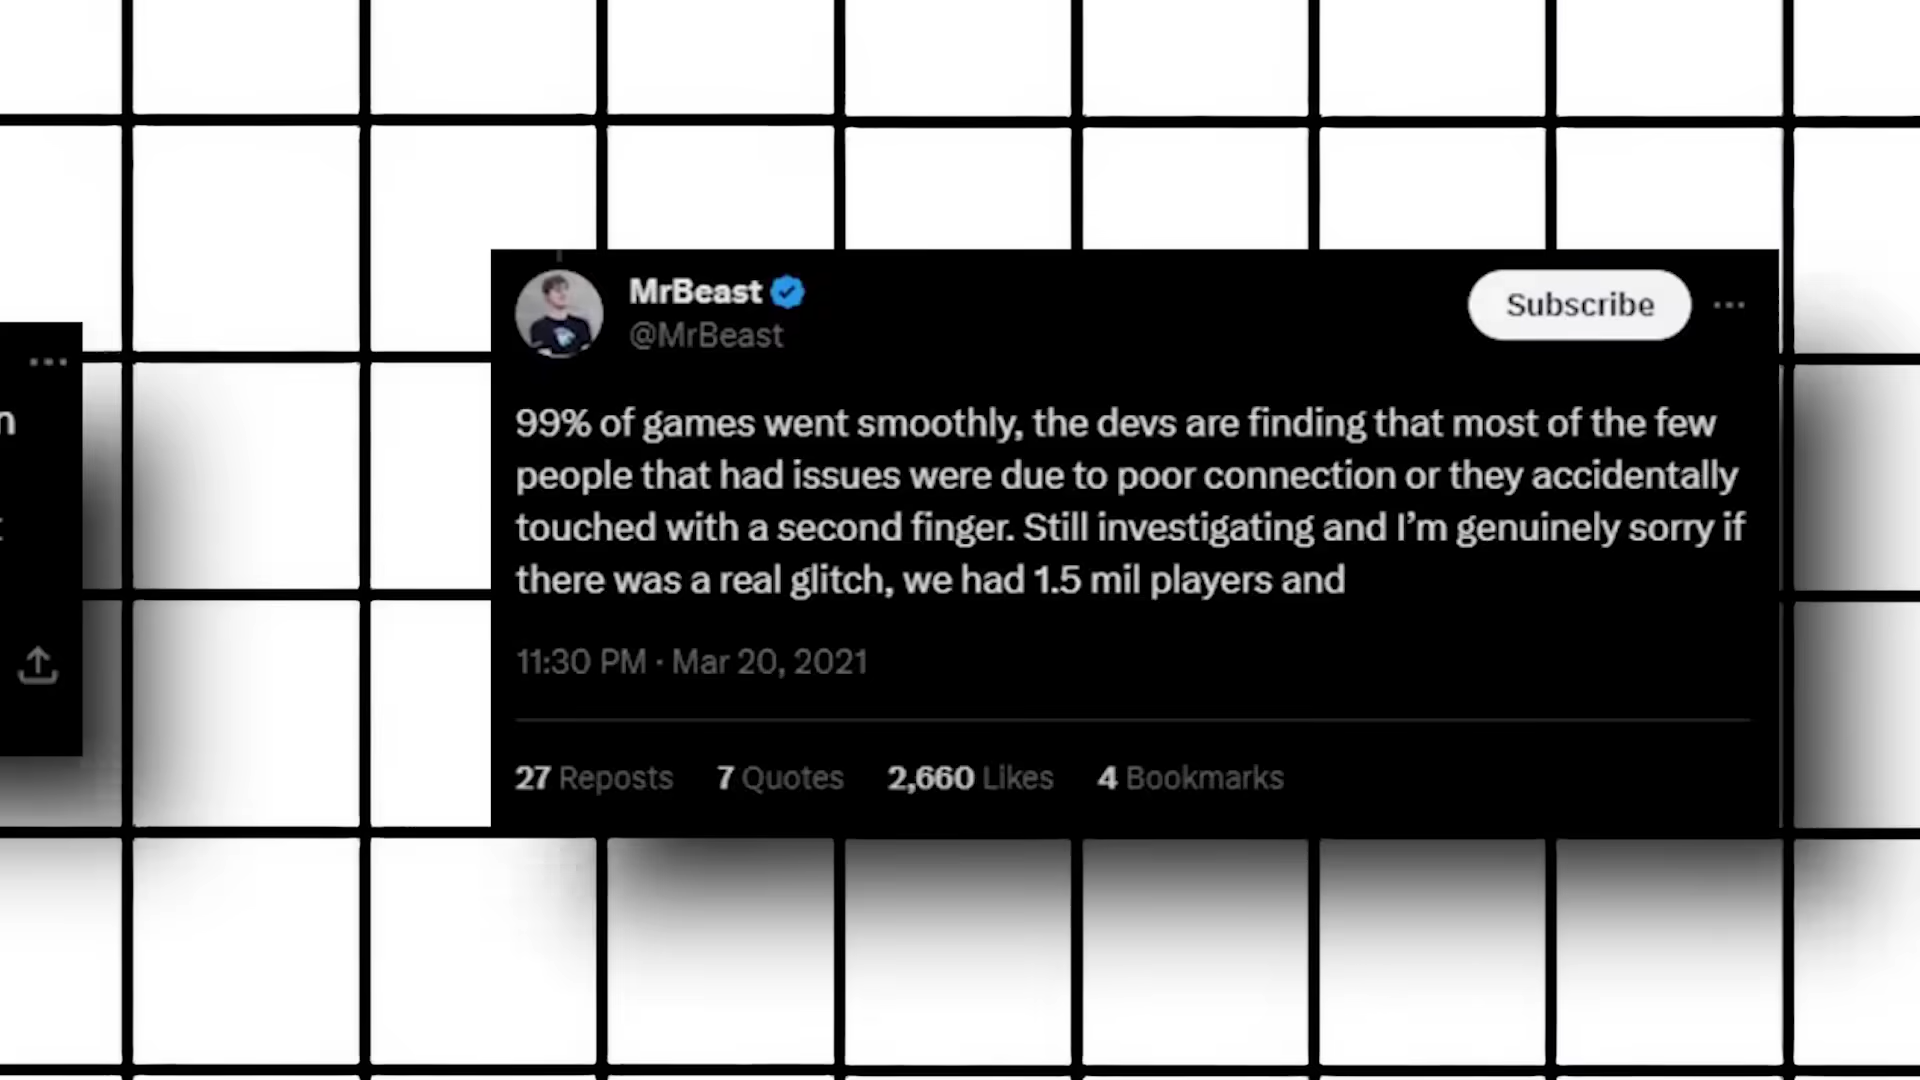 MrBeast
@MrBeast
Subscribe
99% of games went smoothly, the devs are finding that most of the few
people that had issues were due to poor connection or they accidentally
touched with a second finger. Still investigating and I’m genuinely sorry if
there was a real glitch, we had 1.5 mil players and
11:30 PM · Mar 20, 2021
27 Reposts 7 Quotes 2,660 Likes 4 Bookmarks